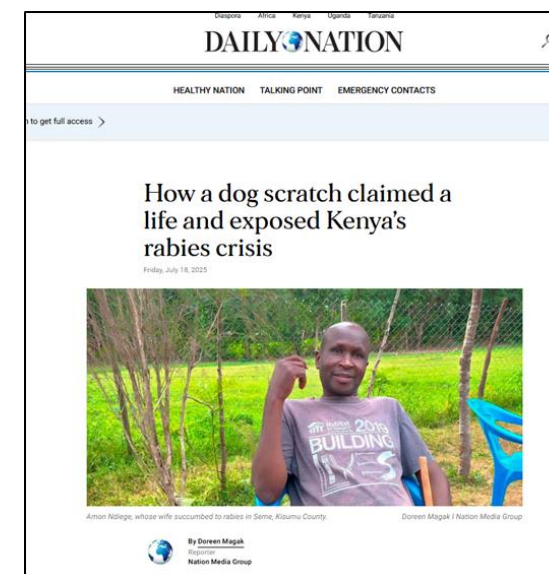 Diaspora Africa Kenya Uganda Tanzania
DAILY NATION
HEALTHY NATION TALKING POINT EMERGENCY CONTACTS
to get full access
How a dog scratch claimed a
life and exposed Kenya's
rabies crisis
Friday, July 18, 2025
2019
BUILDING
Amon Ndiege, whose wife succumbed to rabies in Seme, Kisumu County. Doreen Magak I Nation Media Group
By Doreen Magak
Reporter
Nation Media Group